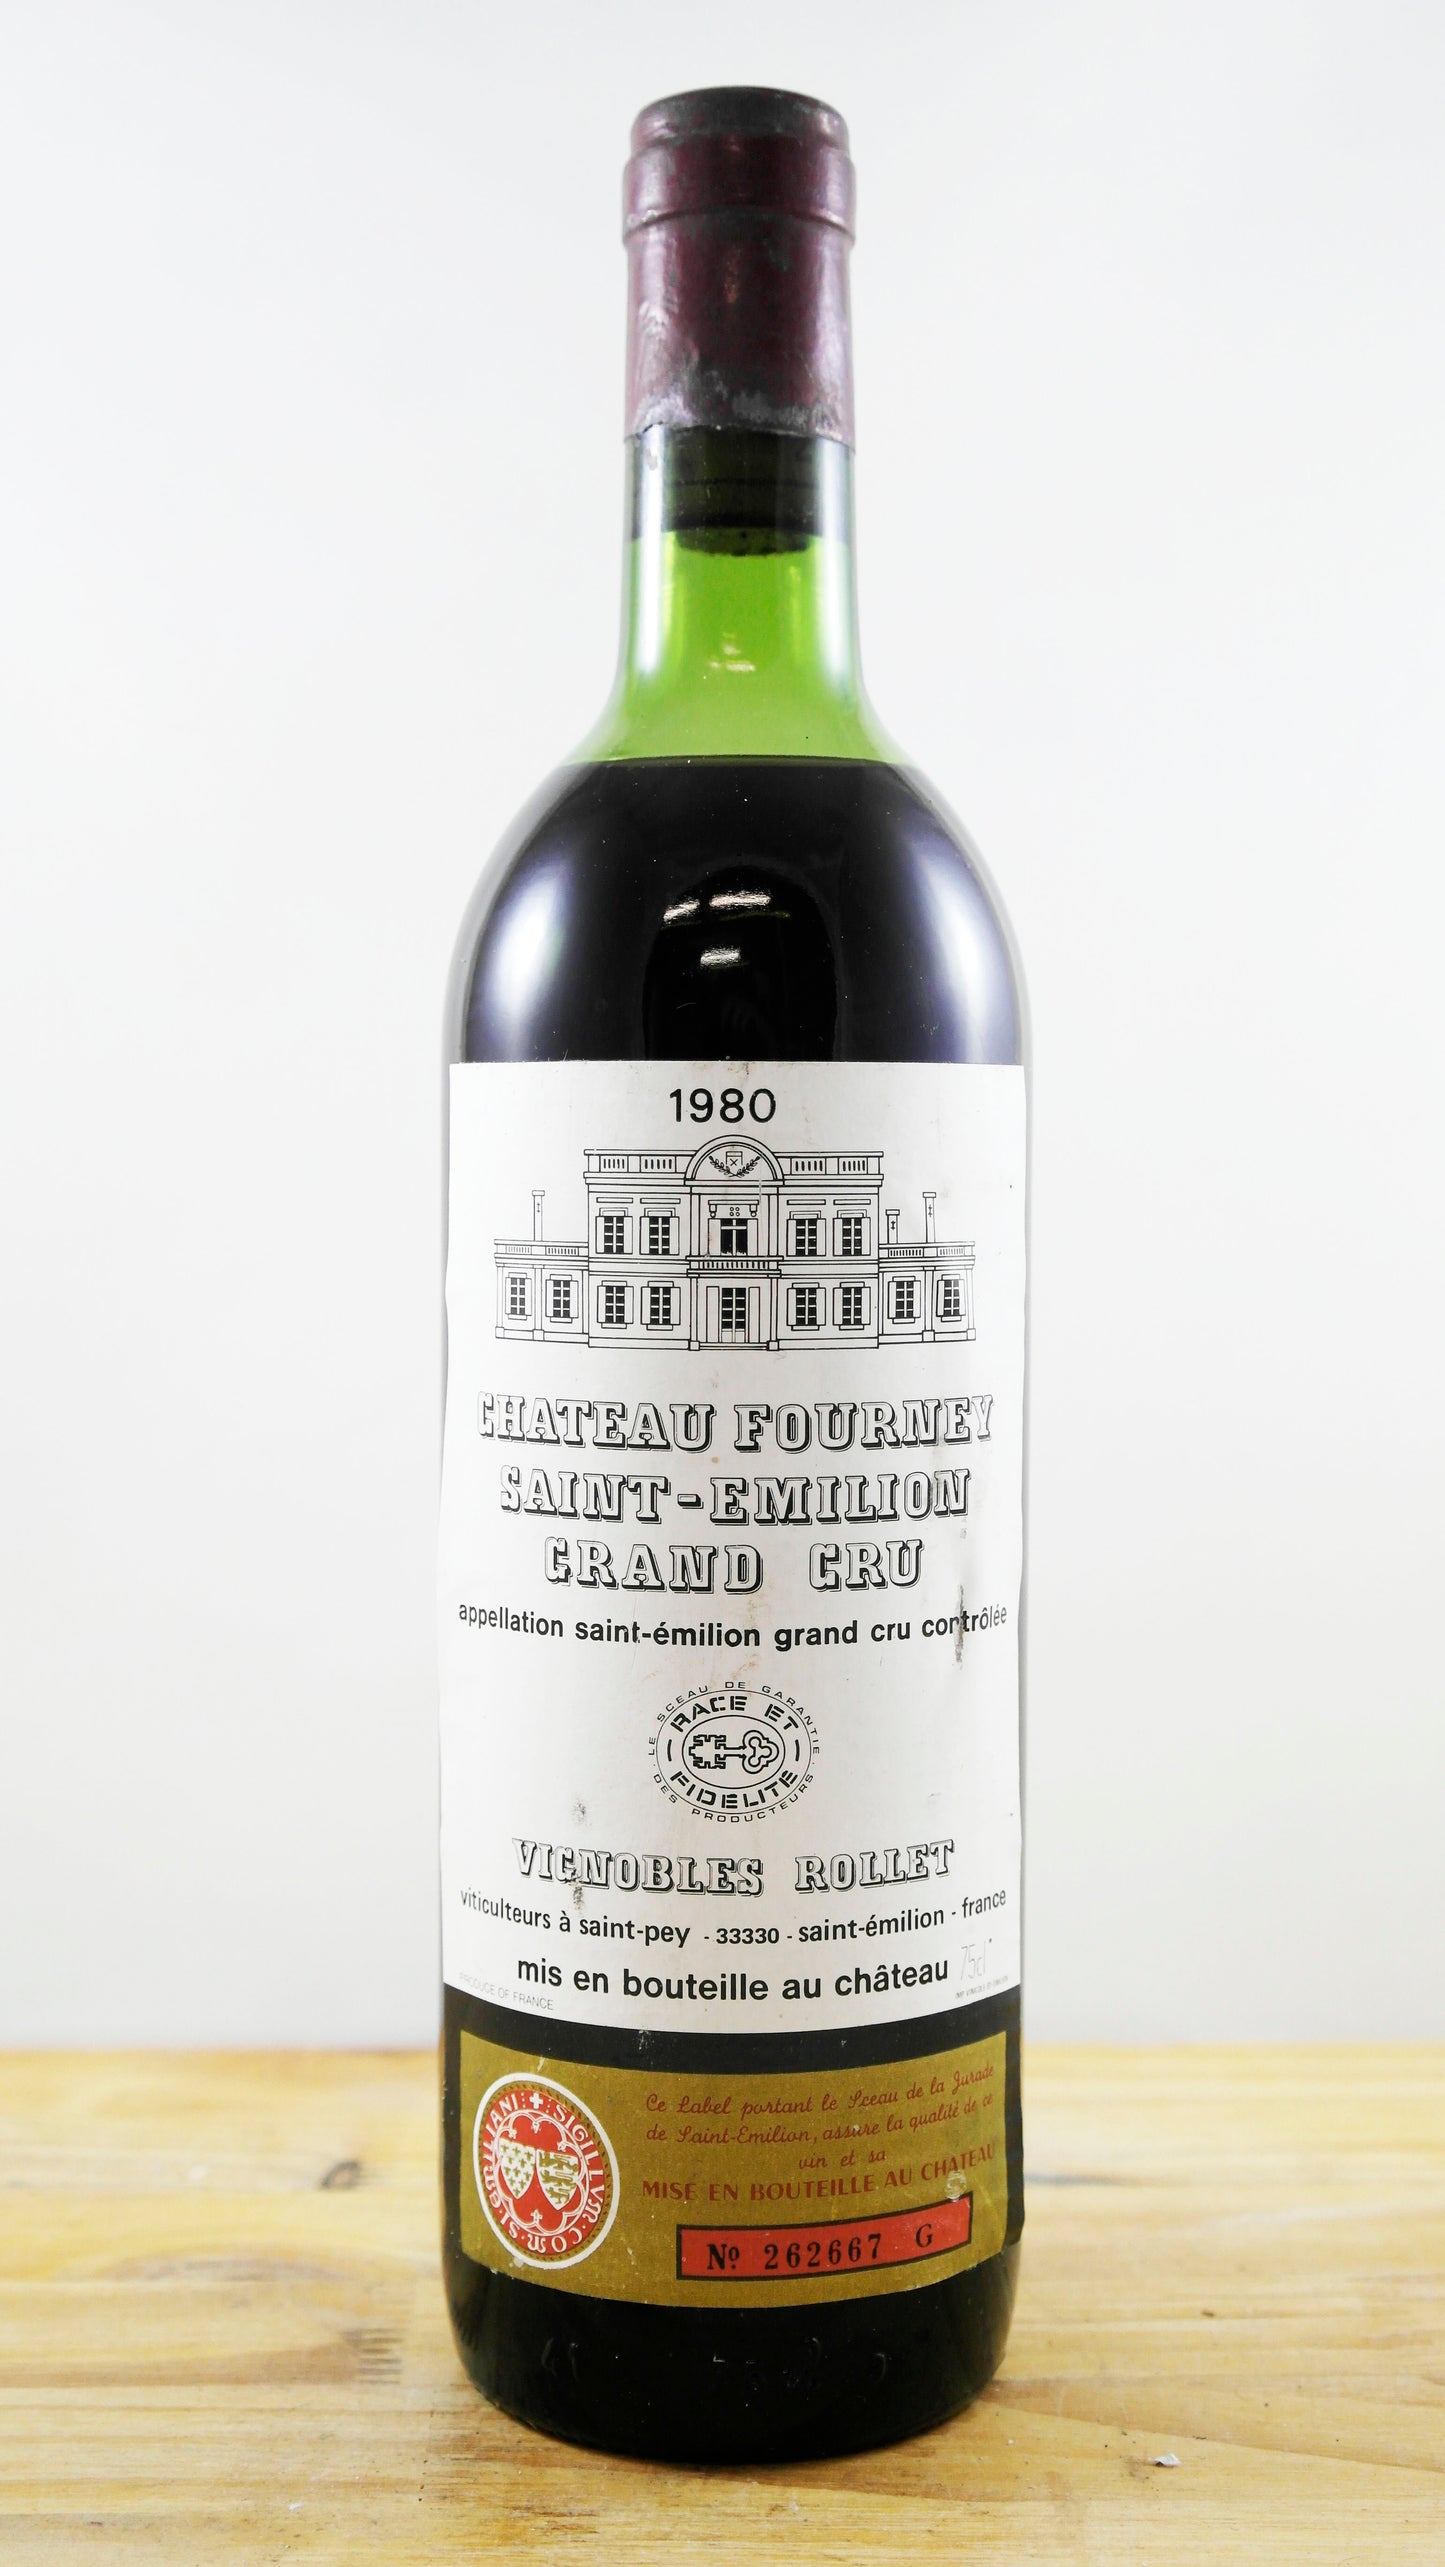 1980
CHATEAU FOURNEY
SAINT-EMILION
GRAND CRU
appellation saint-émilion grand cru contrôlée
LE SCEAU DE GARANTIE
RACE ET
FIDELITE
DES PRODUCTEURS
VIGNOBLES ROLLET
viticulteurs à saint-pey - 33330 - saint-émilion - france
mis en bouteille au château 75cl
PRODUCE OF FRANCE
Ce Label portant le Sceau de la Jurade
de Saint-Emilion, assure la qualité de ce
vin et sa
MISE EN BOUTEILLE AU CHATEAU
Nº 262667 G